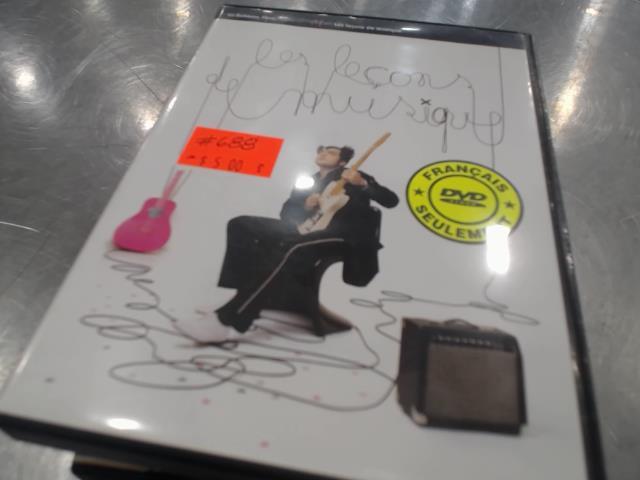 les leçons
de musique
#688
$5.00
FRANÇAIS
DVD
SEULEMENT